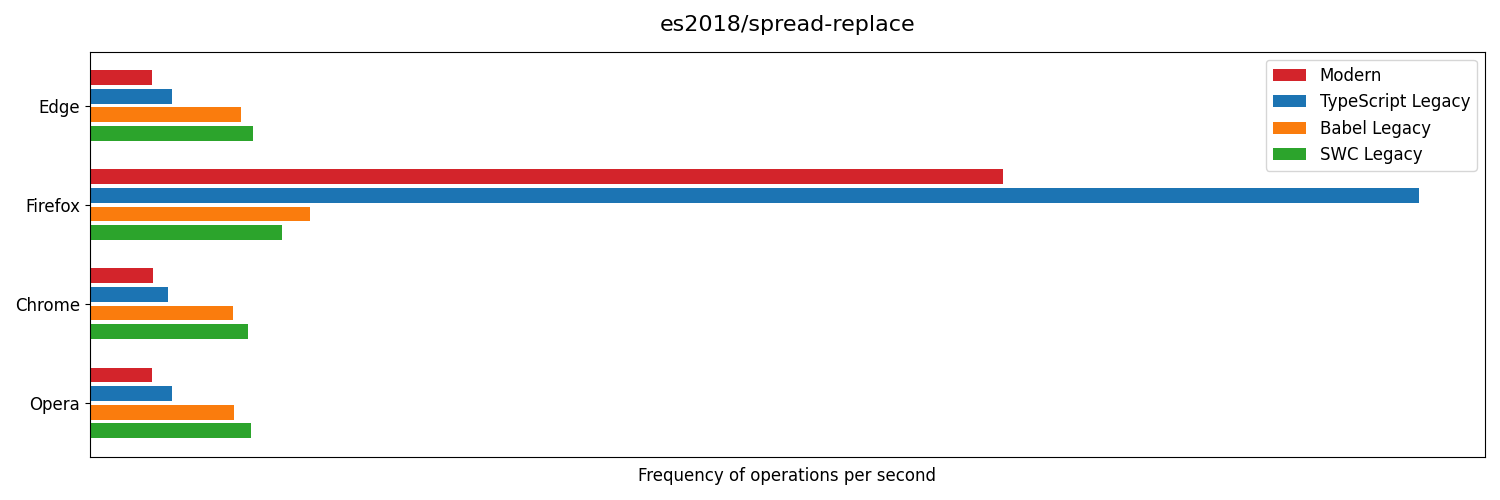 es2018/spread-replace
Modern
TypeScript Legacy
Babel Legacy
SWC Legacy
Edge
Firefox
Chrome
Opera
Frequency of operations per second